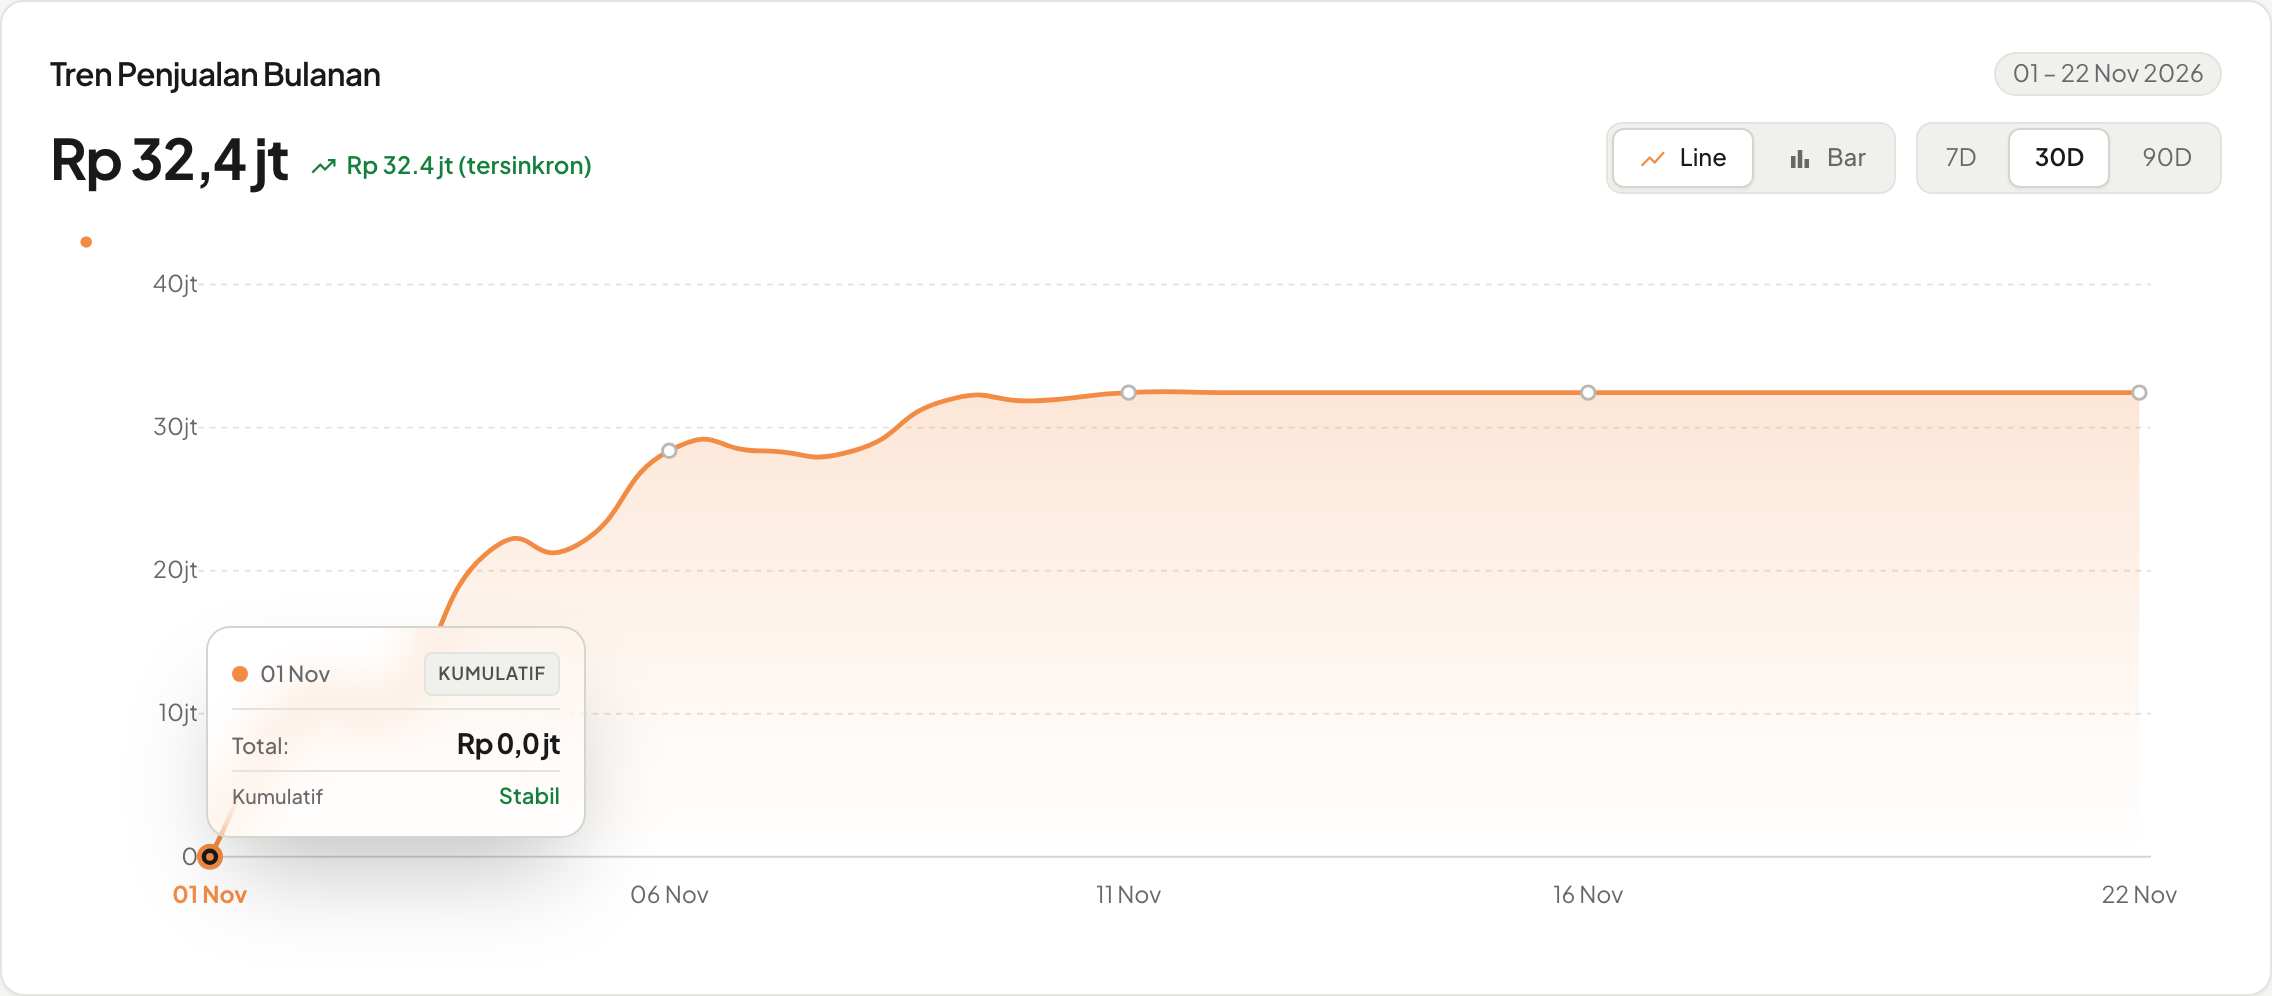 Tren Penjualan Bulanan
01 – 22 Nov 2026
Rp 32,4 jt
Rp 32.4 jt (tersinkron)
Line
Bar
7D
30D
90D
40jt
30jt
20jt
10jt
0
01 Nov
KUMULATIF
Total:
Rp 0,0 jt
Kumulatif
Stabil
01 Nov
06 Nov
11 Nov
16 Nov
22 Nov